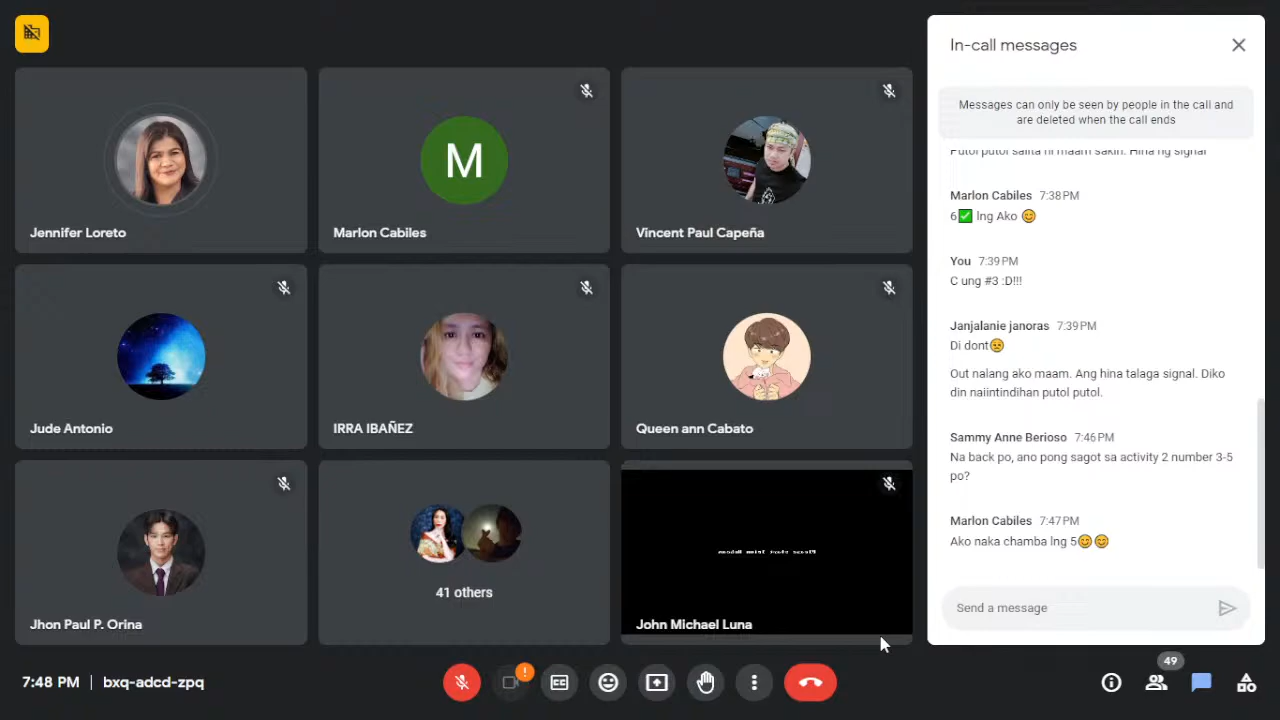 In-call messages
Messages can only be seen by people in the call and
are deleted when the call ends
Putol putol salita ni maam sakin. Hina ng signal
Marlon Cabiles 7:38 PM
6✅ lng Ako 😊
You 7:39 PM
C ung #3 :D!!!
Janjalanie janoras 7:39 PM
Di dont😣
Out nalang ako maam. Ang hina talaga signal. Diko
din naiintindihan putol putol.
Sammy Anne Berioso 7:46 PM
Na back po, ano pong sagot sa activity 2 number 3-5
po?
Marlon Cabiles 7:47 PM
Ako naka chamba lng 5😊😊
Send a message
Jennifer Loreto
M
Marlon Cabiles
Vincent Paul Capeña
Jude Antonio
IRRA IBAÑEZ
Queen ann Cabato
Jhon Paul P. Orina
41 others
John Michael Luna
7:48 PM | bxq-adcd-zpq
49